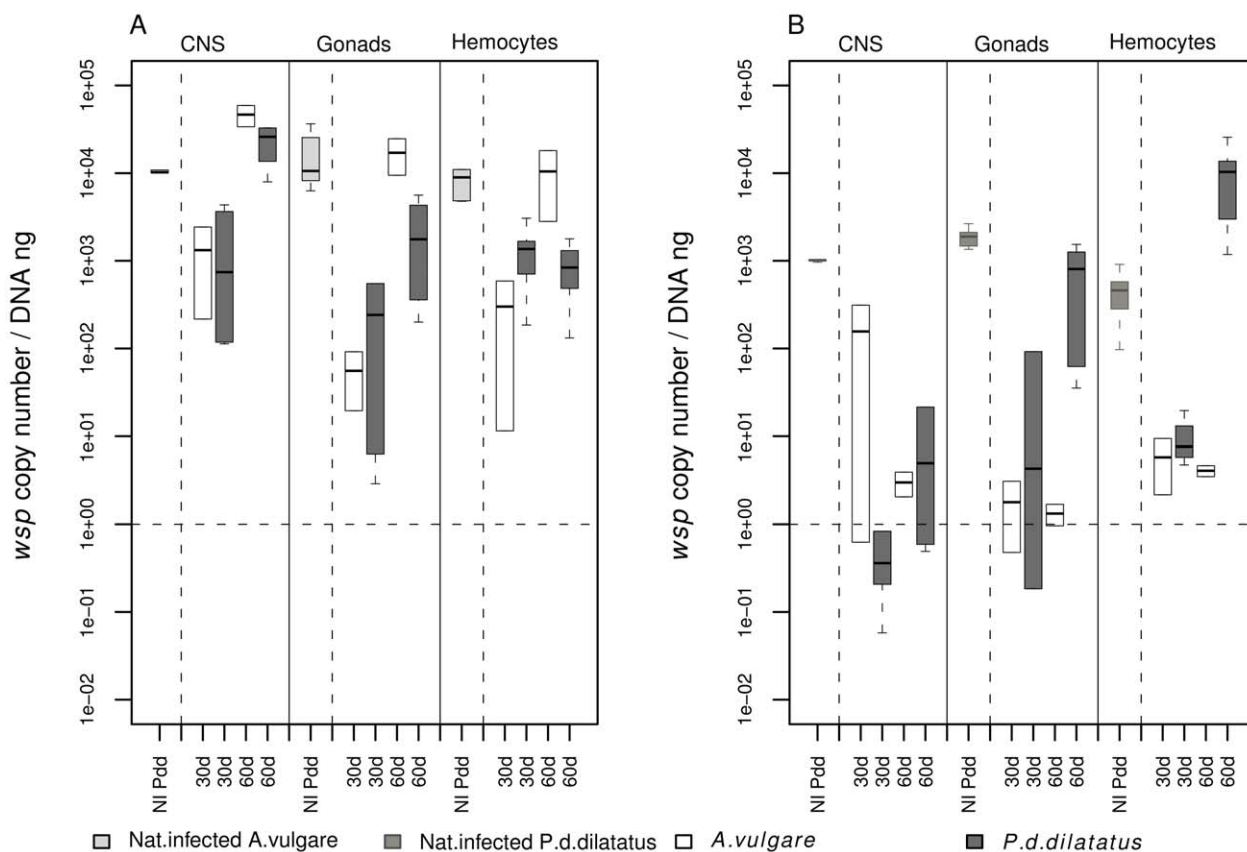 A
B
CNS Gonads Hemocytes
CNS Gonads Hemocytes
wsp copy number / DNA ng
1e+05
1e+04
1e+03
1e+02
1e+01
1e+00
1e−01
1e−02
NI Pdd 30d 30d 60d 60d NI Pdd 30d 30d 60d 60d NI Pdd 30d 30d 60d 60d
wsp copy number / DNA ng
1e+05
1e+04
1e+03
1e+02
1e+01
1e+00
1e−01
1e−02
NI Pdd 30d 30d 60d 60d NI Pdd 30d 30d 60d 60d NI Pdd 30d 30d 60d 60d
Nat.infected A.vulgare Nat.infected P.d.dilatatus A.vulgare P.d.dilatatus